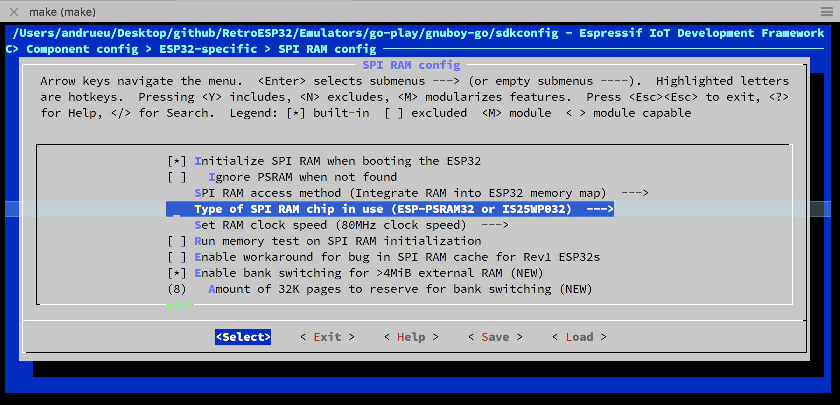 make (make)
/Users/andrueu/Desktop/github/RetroESP32/Emulators/go-play/gnuboy-go/sdkconfig - Espressif IoT Development Framework
C> Component config > ESP32-specific > SPI RAM config
SPI RAM config
Arrow keys navigate the menu.  <Enter> selects submenus ---> (or empty submenus ----).  Highlighted letters
are hotkeys.  Pressing <Y> includes, <N> excludes, <M> modularizes features.  Press <Esc><Esc> to exit, <?>
for Help, </> for Search.  Legend: [*] built-in  [ ] excluded  <M> module  < > module capable
[*] Initialize SPI RAM when booting the ESP32
[ ]   Ignore PSRAM when not found
SPI RAM access method (Integrate RAM into ESP32 memory map)  --->
Type of SPI RAM chip in use (ESP-PSRAM32 or IS25WP032)  --->
Set RAM clock speed (80MHz clock speed)  --->
[ ] Run memory test on SPI RAM initialization
[ ] Enable workaround for bug in SPI RAM cache for Rev1 ESP32s
[*] Enable bank switching for >4MiB external RAM (NEW)
(8)   Amount of 32K pages to reserve for bank switching (NEW)
<Select>    < Exit >    < Help >    < Save >    < Load >